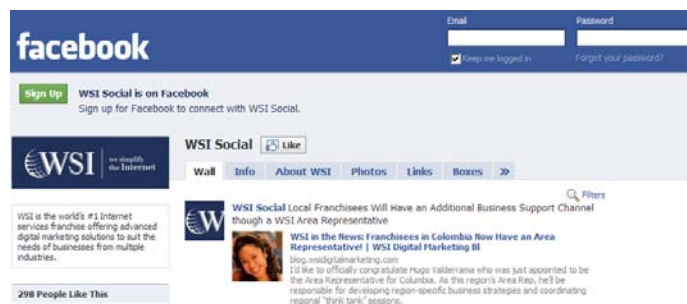 Email
Password
facebook
Keep me logged in
Forgot your password?
Sign Up
WSI Social is on Facebook
Sign up for Facebook to connect with WSI Social.
WSI Social
Like
WSI we simplify
the Internet
Wall Info About WSI Photos Links Boxes »
Filters
W
WSI Social Local Franchisees Will Have an Additional Business Support Channel
though a WSI Area Representative
WSI is the world's #1 Internet
services franchise offering advanced
digital marketing solutions to suit the
needs of businesses from multiple
industries.
WSI in the News: Franchisees in Colombia Now Have an Area
Representative! | WSI Digital Marketing Bl
blog.wsidigitalmarketing.com
I'd like to officially congratulate Hugo Valderrama who was just appointed to be
the Area Representative for Columbia. As this region's Area Rep, he'll be
responsible for developing region-specific business strategies and coordinating
regional "think tank" sessions.
298 People Like This